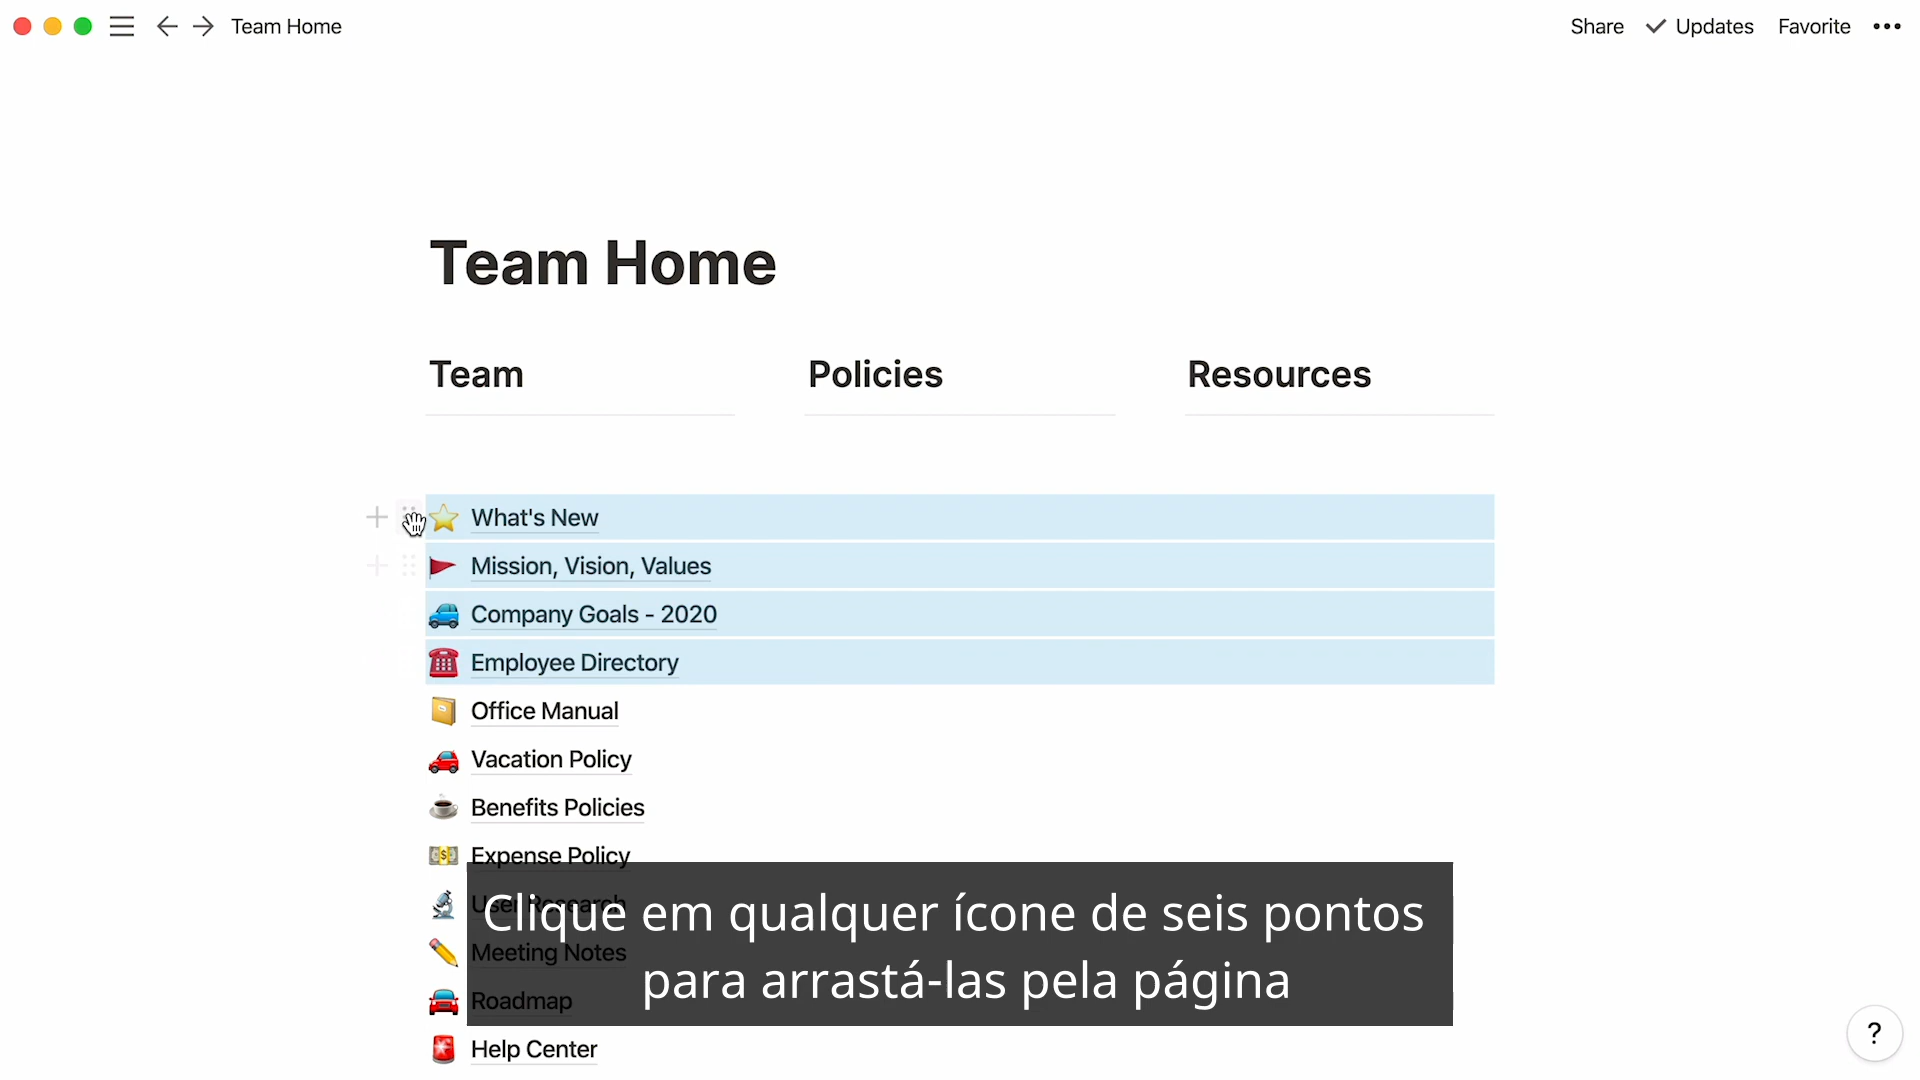 Team Home
Share
Updates
Favorite
Team Home
Team
Policies
Resources
What's New
Mission, Vision, Values
Company Goals - 2020
Employee Directory
Office Manual
Vacation Policy
Benefits Policies
Expense Policy
User Research
Meeting Notes
Roadmap
Help Center
Clique em qualquer ícone de seis pontos
para arrastá-las pela página
?